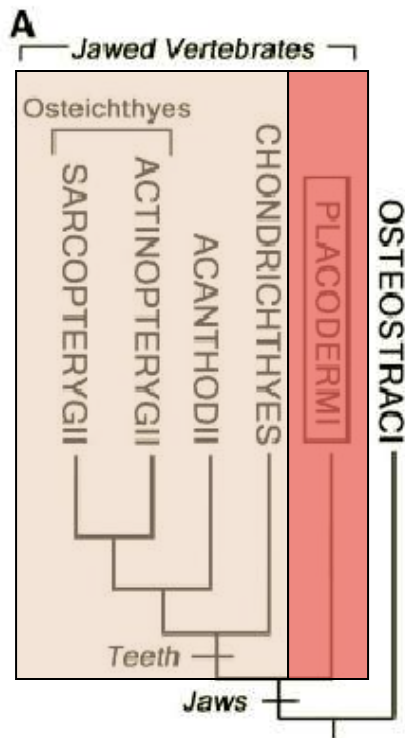 A
Jawed Vertebrates
Osteichthyes
SARCOPTERYGII
ACTINOPTERYGII
ACANTHODII
CHONDRICHTHYES
PLACODERMI
OSTEOSTRACI
Teeth
Jaws